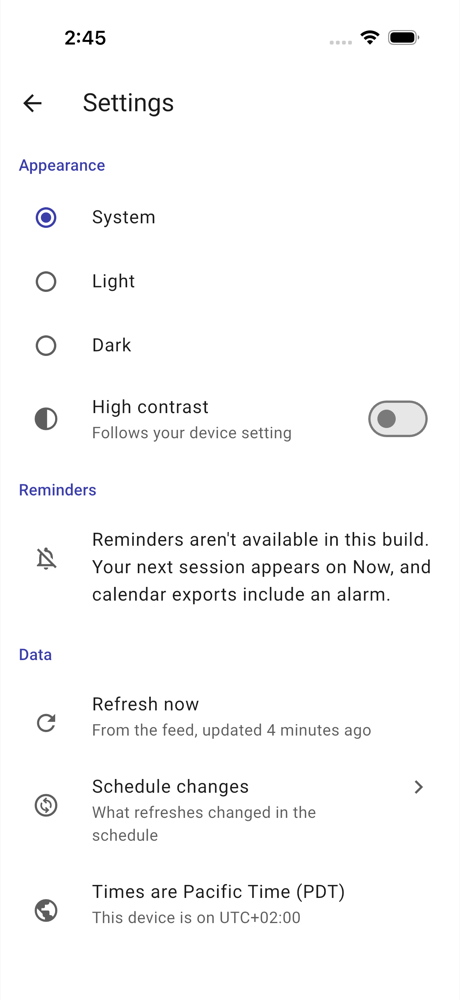 2:45
Settings
Appearance
System
Light
Dark
High contrast
Follows your device setting
Reminders
Reminders aren't available in this build.
Your next session appears on Now, and
calendar exports include an alarm.
Data
Refresh now
From the feed, updated 4 minutes ago
Schedule changes
What refreshes changed in the
schedule
Times are Pacific Time (PDT)
This device is on UTC+02:00